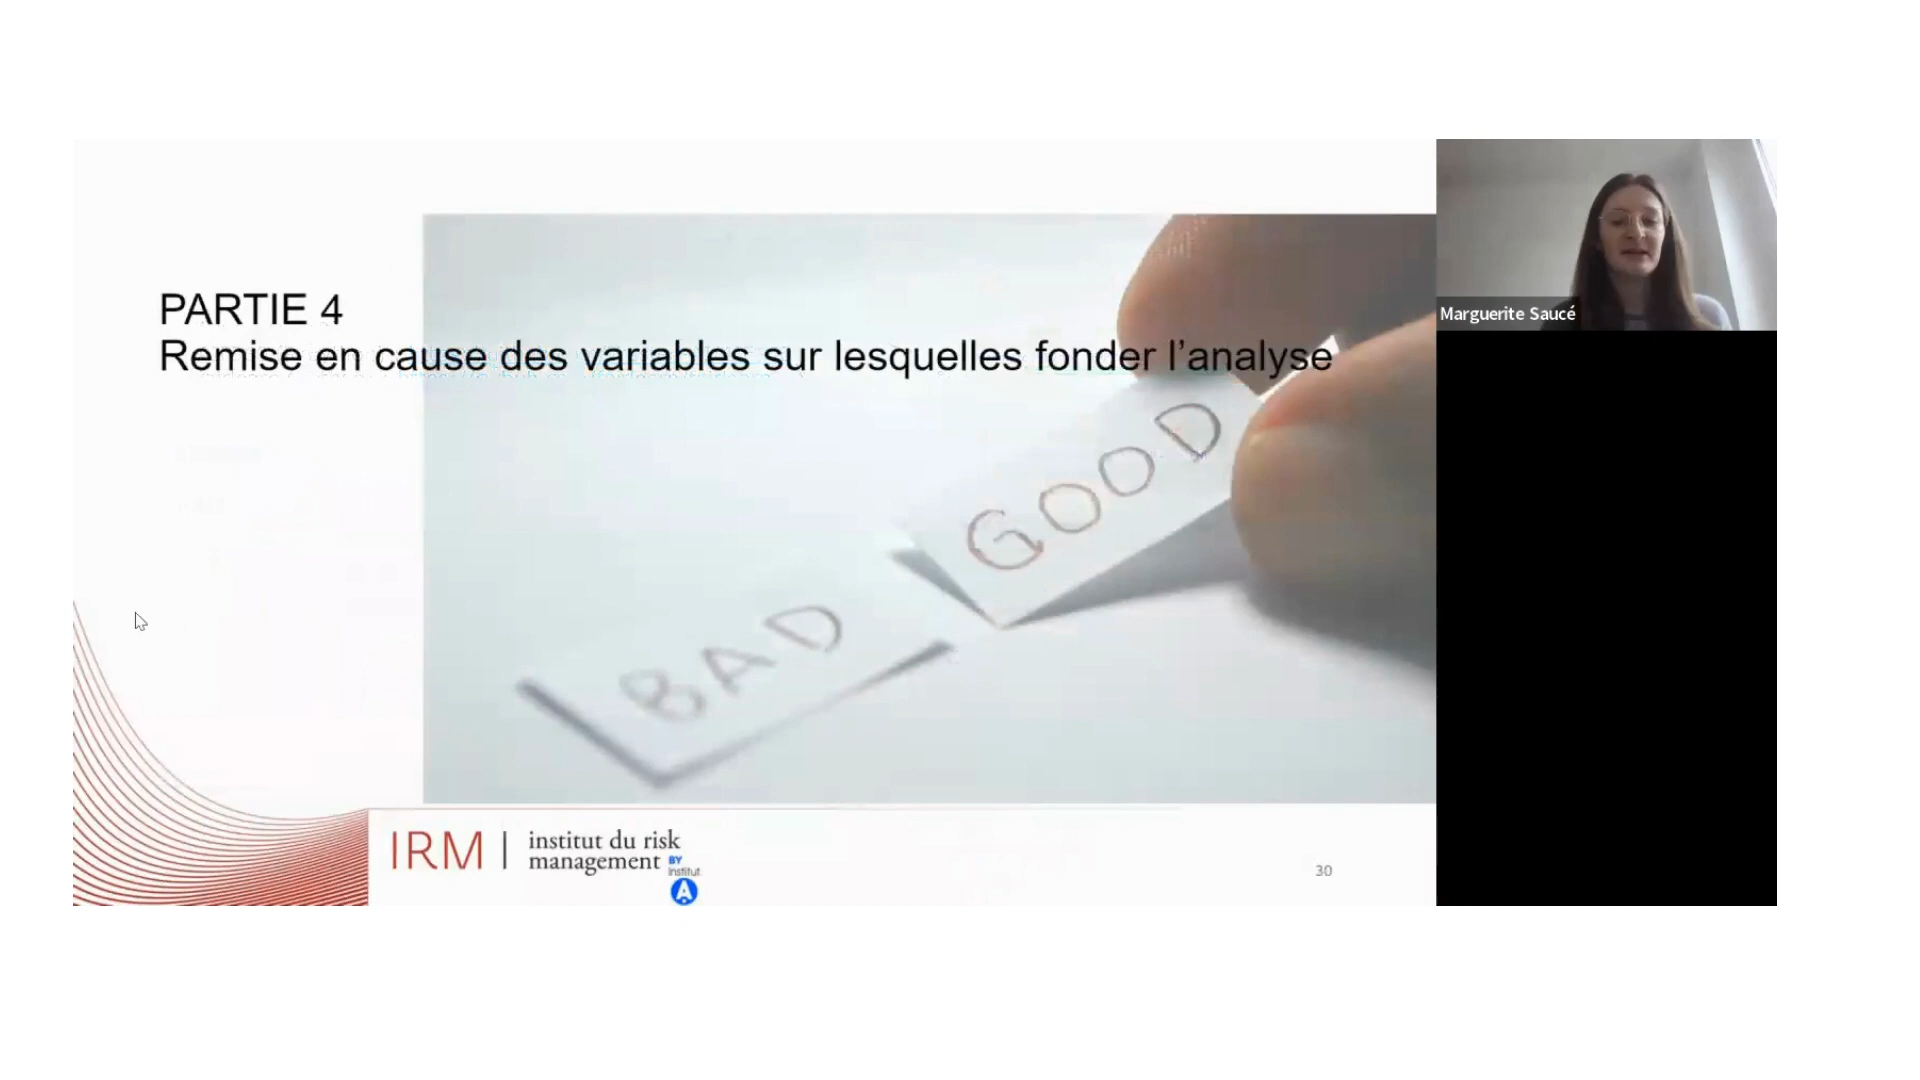 PARTIE 4
Remise en cause des variables sur lesquelles fonder l’analyse
GOOD
BAD
Marguerite Saucé
IRM | institut du risk
management
BY
Institut
A
30